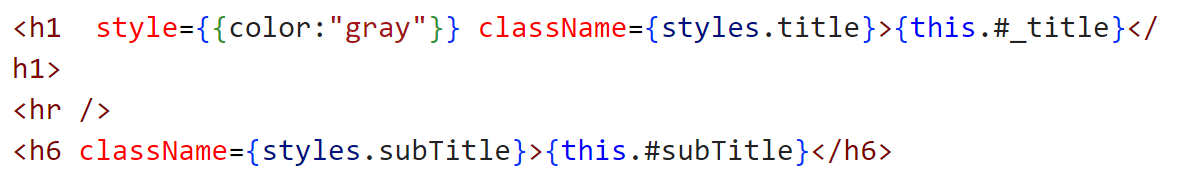 <h1  style={{color:"gray"}} className={styles.title}>{this.#_title}</
h1>
<hr />
<h6 className={styles.subTitle}>{this.#subTitle}</h6>